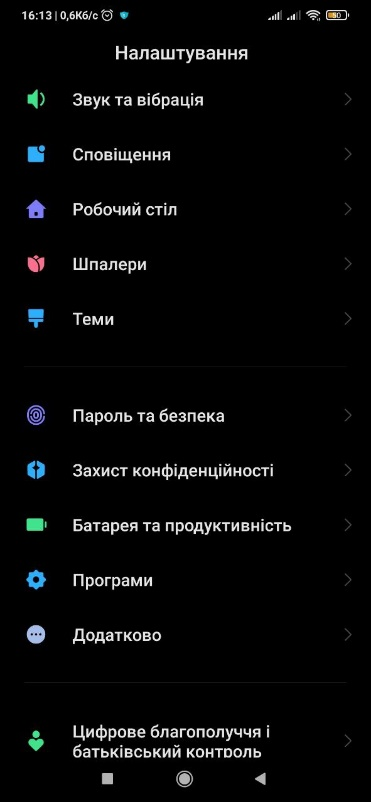 16:13 | 0,6Кб/с 50
Налаштування
Звук та вібрація
Сповіщення
Робочий стіл
Шпалери
Теми
Пароль та безпека
Захист конфіденційності
Батарея та продуктивність
Програми
Додатково
Цифрове благополуччя і
батьківський контроль